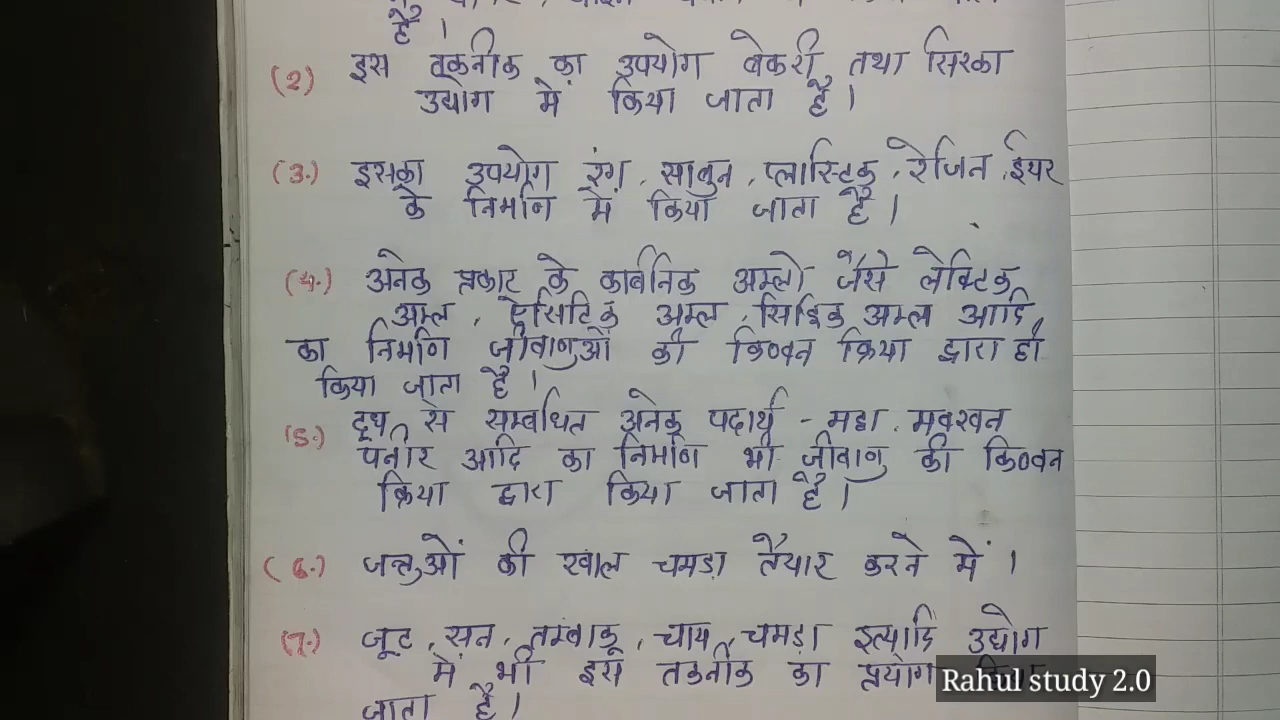 है।
(2) इस तकनीक का उपयोग बेकरी तथा सिरका
उद्योग में किया जाता है।
(3.) इसका उपयोग रंग, साबुन, प्लास्टिक, रेजिन, ईथर
के निर्माण में किया जाता है।
(4.) अनेक प्रकार के कार्बनिक अम्लो जैसे लेक्टिक
अम्ल, ऐसिटिक अम्ल, अम्ल आदि
का निर्माण जीवाणुओं की किण्वन क्रिया द्वारा ही
किया जाता है।
(5.) दूध से सम्बधित अनेक पदार्थ - मट्ठा, मक्खन
पनीर आदि का निर्माण भी जीवाणु की किण्वन
क्रिया द्वारा किया जाता है।
(6.) जन्तुओं की खाल चमड़ा तैयार करने में।
(7.) जूट, सन, तम्बाकू, चाय, चमड़ा इत्यादि उद्योग
में भी इस तकनीक का प्रयोग
जाता है।
Rahul study 2.0